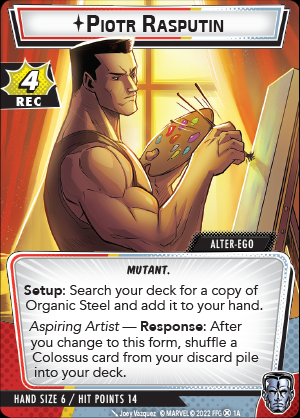 PIOTR RASPUTIN
4
REC
ALTER-EGO
MUTANT.
Setup: Search your deck for a copy of
Organic Steel and add it to your hand.
Aspiring Artist — Response: After
you change to this form, shuffle a
Colossus card from your discard pile
into your deck.
HAND SIZE 6 / HIT POINTS 14
Joey Vazquez © MARVEL © 2022 FFG 1A